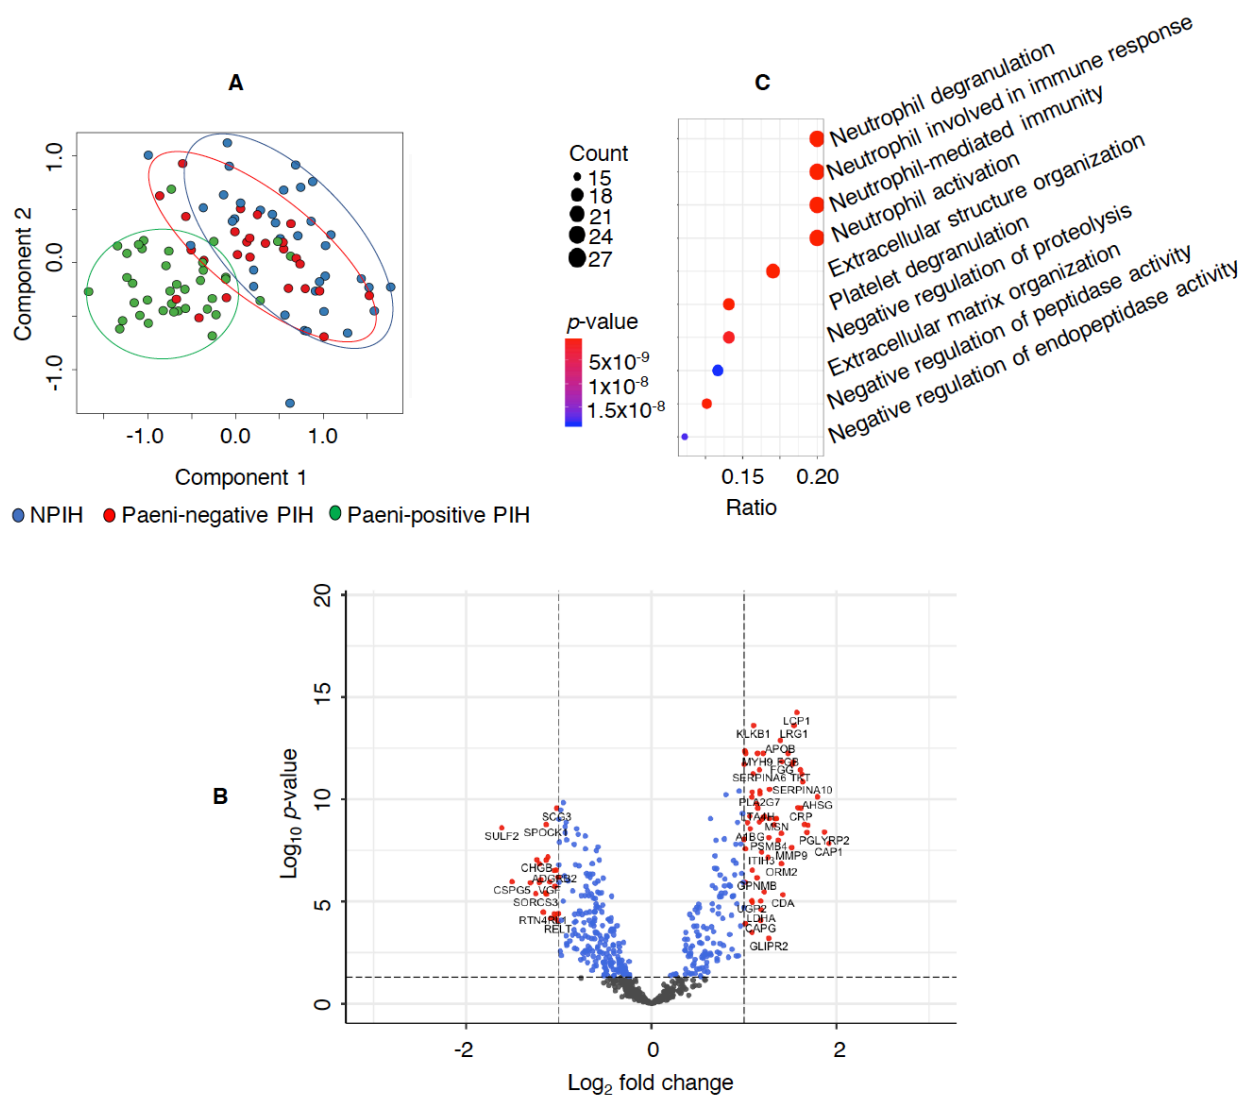 A
1.0
0.0
-1.0
Component 2
-1.0
0.0
1.0
Component 1
NPIH
Paeni-negative PIH
Paeni-positive PIH
C
Count
15
18
21
24
27
p-value
5x10-9
1x10-8
1.5x10-8
Neutrophil degranulation
Neutrophil involved in immune response
Neutrophil-mediated immunity
Neutrophil activation
Extracellular structure organization
Platelet degranulation
Negative regulation of proteolysis
Extracellular matrix organization
Negative regulation of peptidase activity
Negative regulation of endopeptidase activity
0.15
0.20
Ratio
B
20
15
10
5
0
Log10 p-value
LCP1
KLKB1
LRG1
APOB
MYH9
FGB
FGG
SERPINA6
TKT
SERPINA10
PLA2G7
AHSG
LTA4H
CRP
MSN
A1BG
PGLYRP2
PSMB4
CAP1
MMP9
ITIH3
ORM2
GPNMB
CDA
UGP2
LDHA
CAPG
GLIPR2
SCG3
SULF2
SPOCK1
CHGB
ADGRB2
CSPG5
VGF
SORCS3
RTN4RL1
RELT
-2
0
2
Log2 fold change